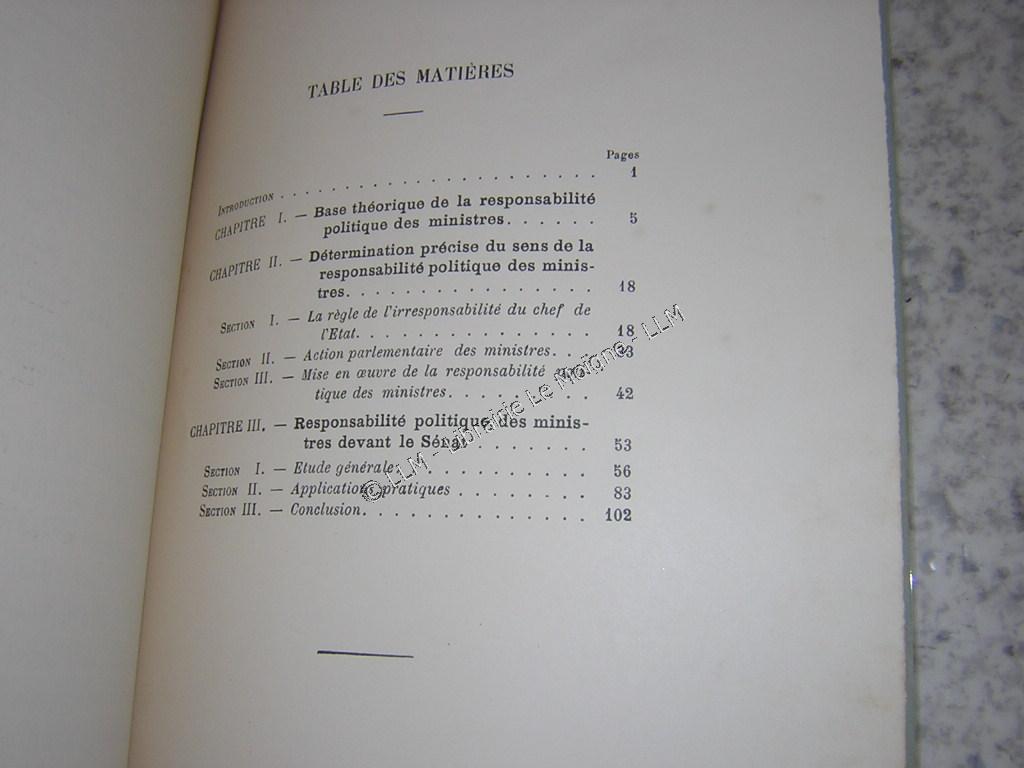 TABLE DES MATIÈRES
Pages
INTRODUCTION . . . . . . . . . . . . . . . . . . . . . 1
CHAPITRE I. — Base théorique de la responsabilité
politique des ministres. . . . . . 5
CHAPITRE II. — Détermination précise du sens de la
responsabilité politique des minis-
tres. . . . . . . . . . . . . . . . 18
SECTION I. — La règle de l'irresponsabilité du chef de
l'Etat. . . . . . . . . . . . . . . 18
SECTION II. — Action parlementaire des ministres. . . .
SECTION III. — Mise en œuvre de la responsabilité
tique des ministres. . . . . . . . . 42
CHAPITRE III. — Responsabilité politique des minis-
tres devant le Sénat . . . . . . . . 53
SECTION I. — Etude générale. . . . . . . . . . . . 56
SECTION II. — Applications pratiques . . . . . . . . 83
SECTION III. — Conclusion. . . . . . . . . . . . . . 102
© LLM - Librairie Le Moigne - LLM